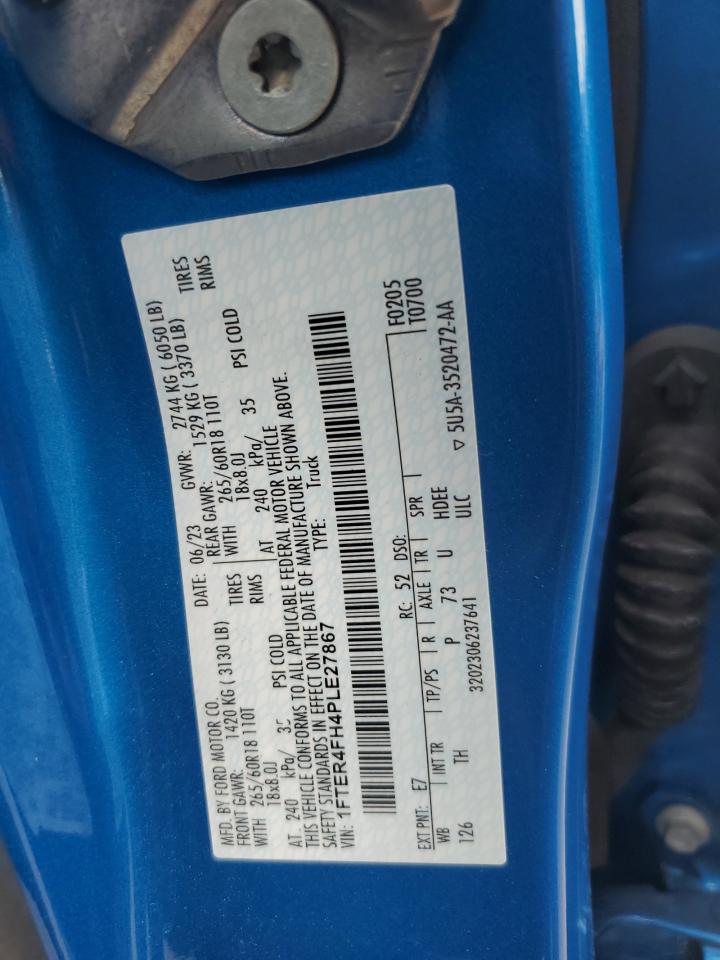 MFD. BY FORD MOTOR CO. DATE: 06/23 GVWR: 2744 KG ( 6050 LB)
FRONT GAWR: 1420 KG ( 3130 LB) REAR GAWR: 1529 KG ( 3370 LB)
WITH 265/60R18 110T TIRES WITH 265/60R18 110T TIRES
18x8.0J RIMS 18x8.0J RIMS
AT 240 kPa/ 35 PSI COLD AT 240 kPa/ 35 PSI COLD
THIS VEHICLE CONFORMS TO ALL APPLICABLE FEDERAL MOTOR VEHICLE
SAFETY STANDARDS IN EFFECT ON THE DATE OF MANUFACTURE SHOWN ABOVE.
VIN: 1FTER4FH4PLE27867 TYPE: Truck
EXT PNT: E7 RC: 52 DSO: F0205
WB INT TR TP/PS R AXLE TR SPR T0700
126 TH P 73 U HDEE
3202306237641 ULC ▽ 5U5A-3520472-AA